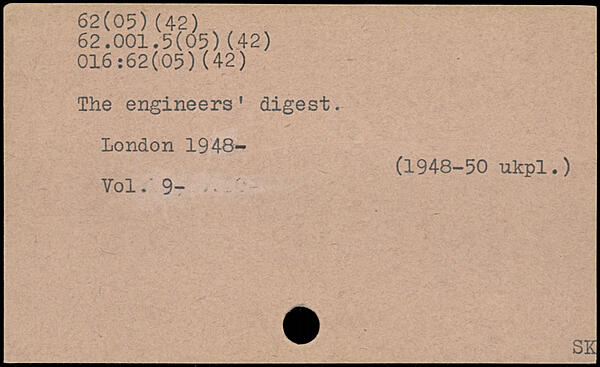 62(05)(42)
62.001.5(05)(42)
016:62(05)(42)
The engineers' digest.
London 1948-
(1948-50 ukpl.)
Vol. 9-
SK